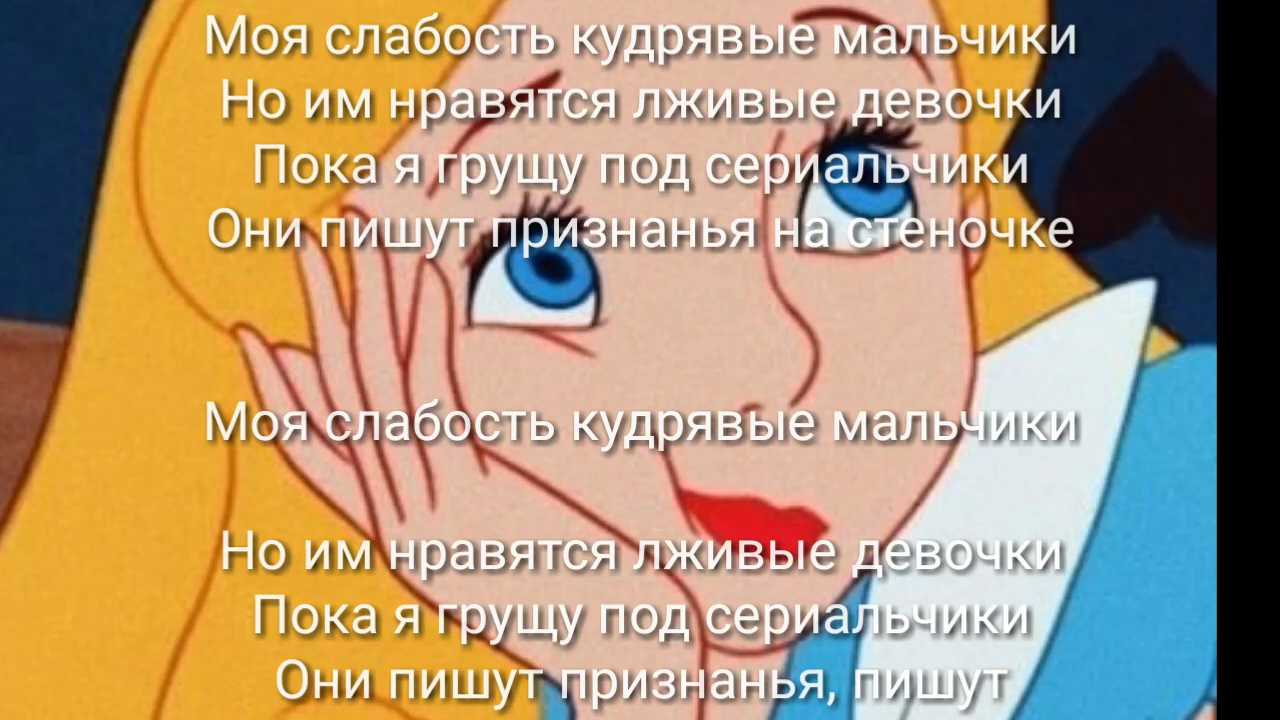 Моя слабость кудрявые мальчики
Но им нравятся лживые девочки
Пока я грущу под сериальчики
Они пишут признанья на стеночке
Моя слабость кудрявые мальчики
Но им нравятся лживые девочки
Пока я грущу под сериальчики
Они пишут признанья, пишут